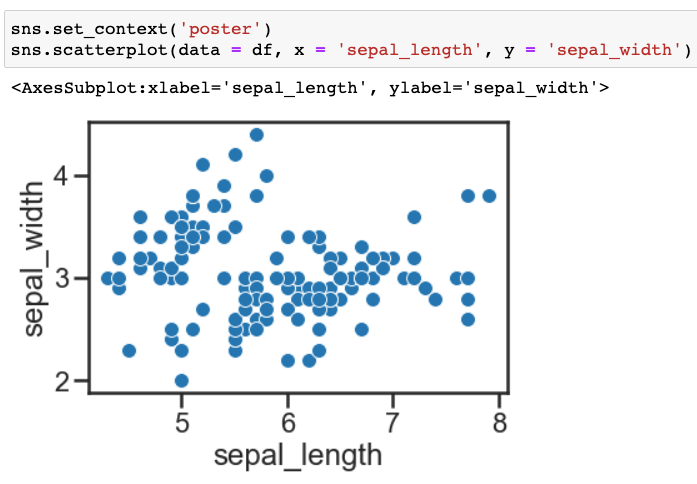 sns.set_context('poster')
sns.scatterplot(data = df, x = 'sepal_length', y = 'sepal_width')
<AxesSubplot:xlabel='sepal_length', ylabel='sepal_width'>
sepal_width
4
3
2
5 6 7 8
sepal_length